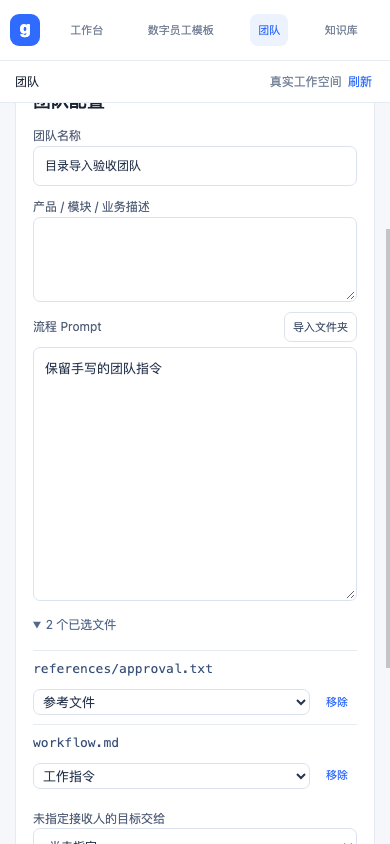 g 工作台 数字员工模板 团队 知识库
团队 真实工作空间 刷新
团队配置
团队名称
目录导入验收团队
产品 / 模块 / 业务描述
流程 Prompt 导入文件夹
保留手写的团队指令
▼ 2 个已选文件
references/approval.txt
参考文件 移除
workflow.md
工作指令 移除
未指定接收人的目标交给